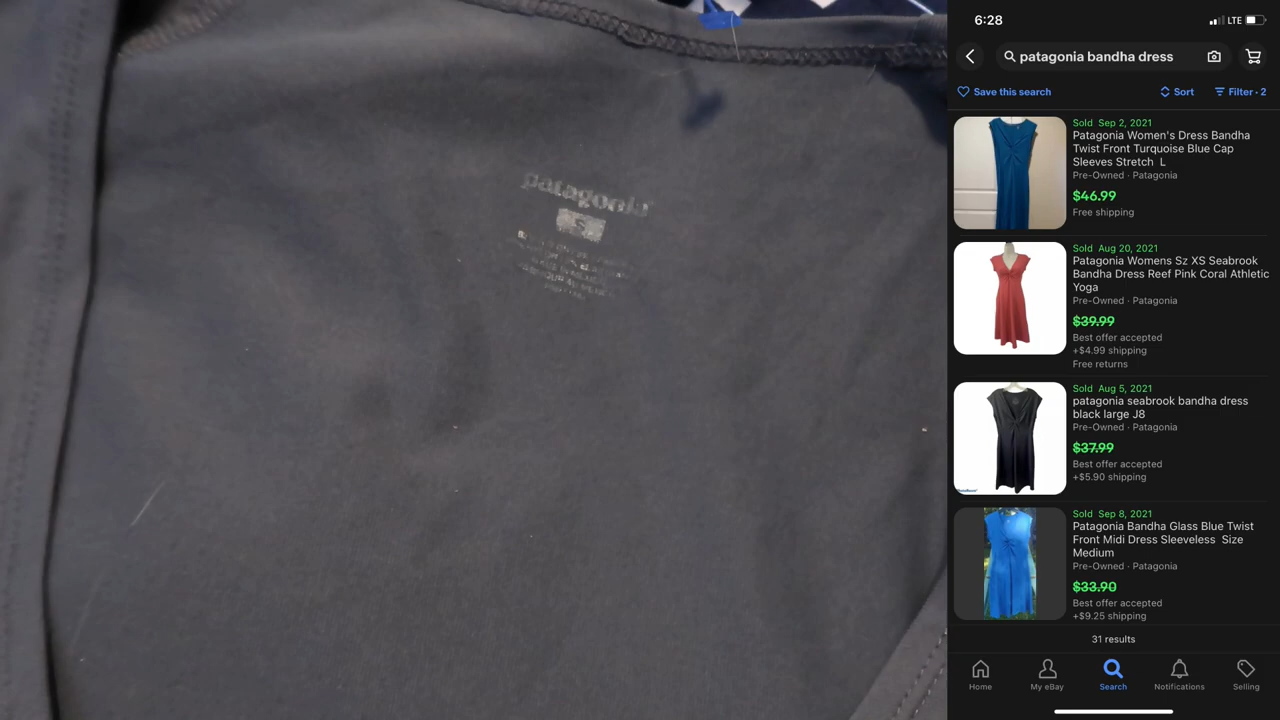 patagonia
S
6:28
LTE
patagonia bandha dress
Save this search
Sort
Filter · 2
Sold Sep 2, 2021
Patagonia Women's Dress Bandha
Twist Front Turquoise Blue Cap
Sleeves Stretch L
Pre-Owned · Patagonia
$46.99
Free shipping
Sold Aug 20, 2021
Patagonia Womens Sz XS Seabrook
Bandha Dress Reef Pink Coral Athletic
Yoga
Pre-Owned · Patagonia
$39.99
Best offer accepted
+$4.99 shipping
Free returns
Sold Aug 5, 2021
patagonia seabrook bandha dress
black large J8
Pre-Owned · Patagonia
$37.99
Best offer accepted
+$5.90 shipping
Sold Sep 8, 2021
Patagonia Bandha Glass Blue Twist
Front Midi Dress Sleeveless Size
Medium
Pre-Owned · Patagonia
$33.90
Best offer accepted
+$9.25 shipping
31 results
Home
My eBay
Search
Notifications
Selling